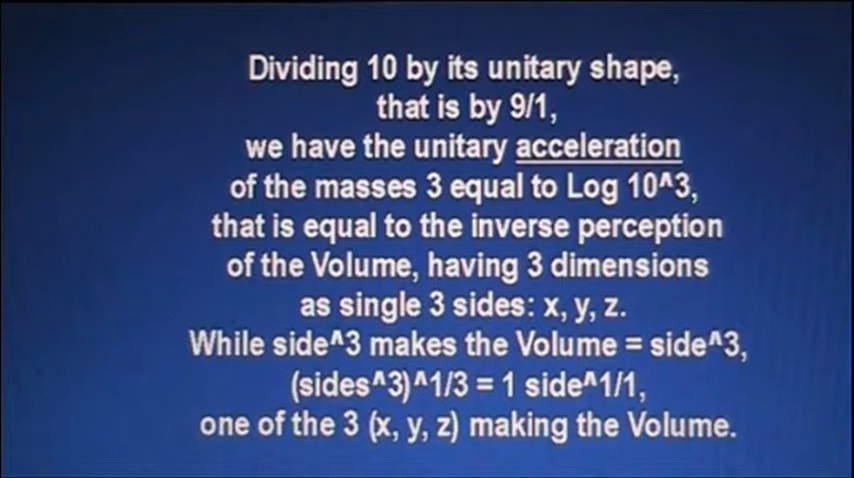 Dividing 10 by its unitary shape,
that is by 9/1,
we have the unitary acceleration
of the masses 3 equal to Log 10^3,
that is equal to the inverse perception
of the Volume, having 3 dimensions
as single 3 sides: x, y, z.
While side^3 makes the Volume = side^3,
(sides^3)^1/3 = 1 side^1/1,
one of the 3 (x, y, z) making the Volume.